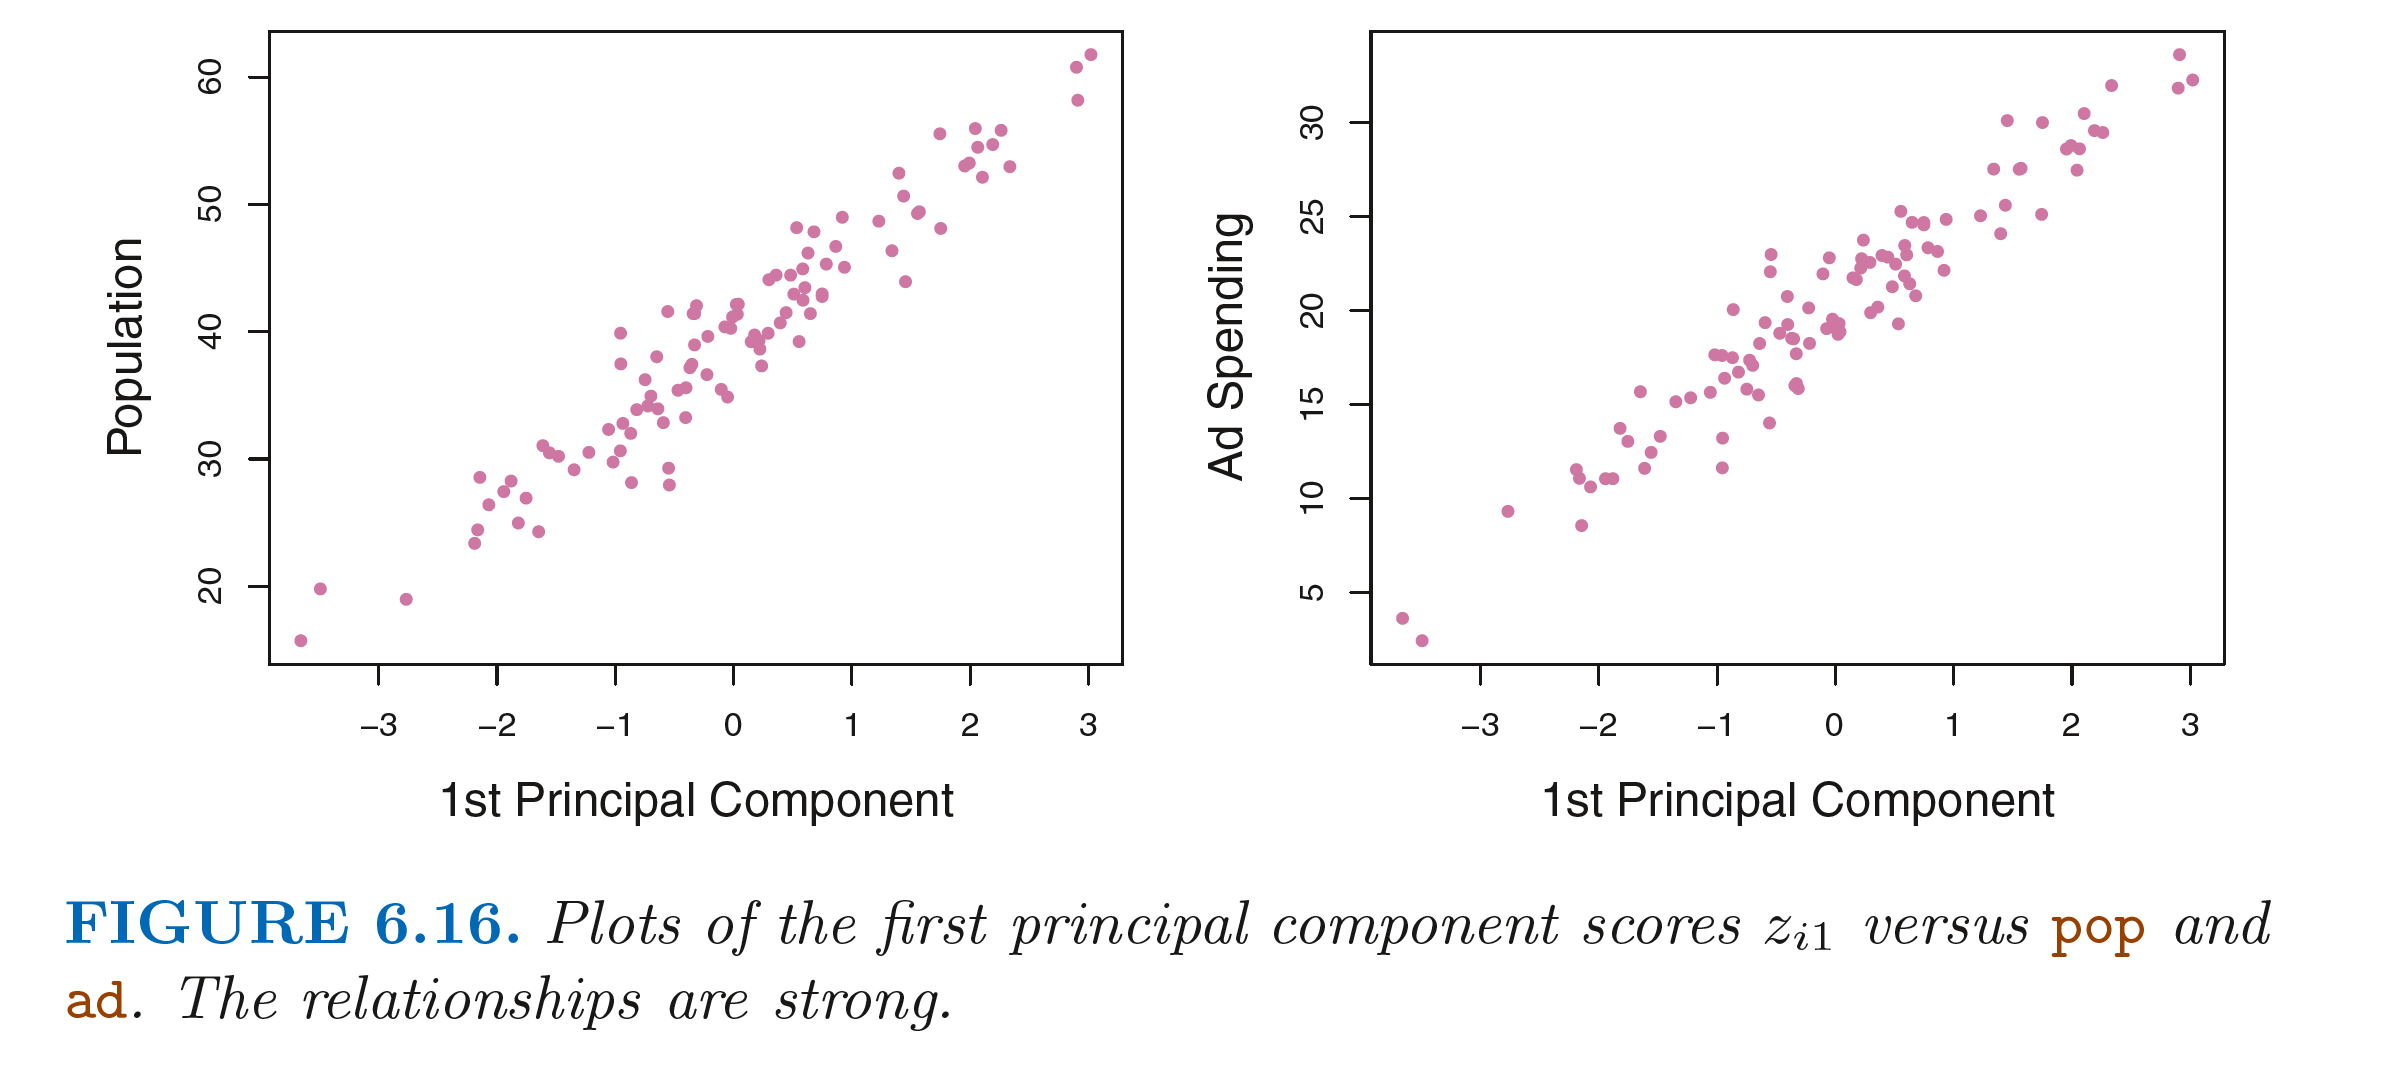 60
50
40
30
20
Population
−3 −2 −1 0 1 2 3
1st Principal Component
30
25
20
15
10
5
Ad Spending
−3 −2 −1 0 1 2 3
1st Principal Component
FIGURE 6.16. Plots of the first principal component scores zi1 versus pop and
ad. The relationships are strong.